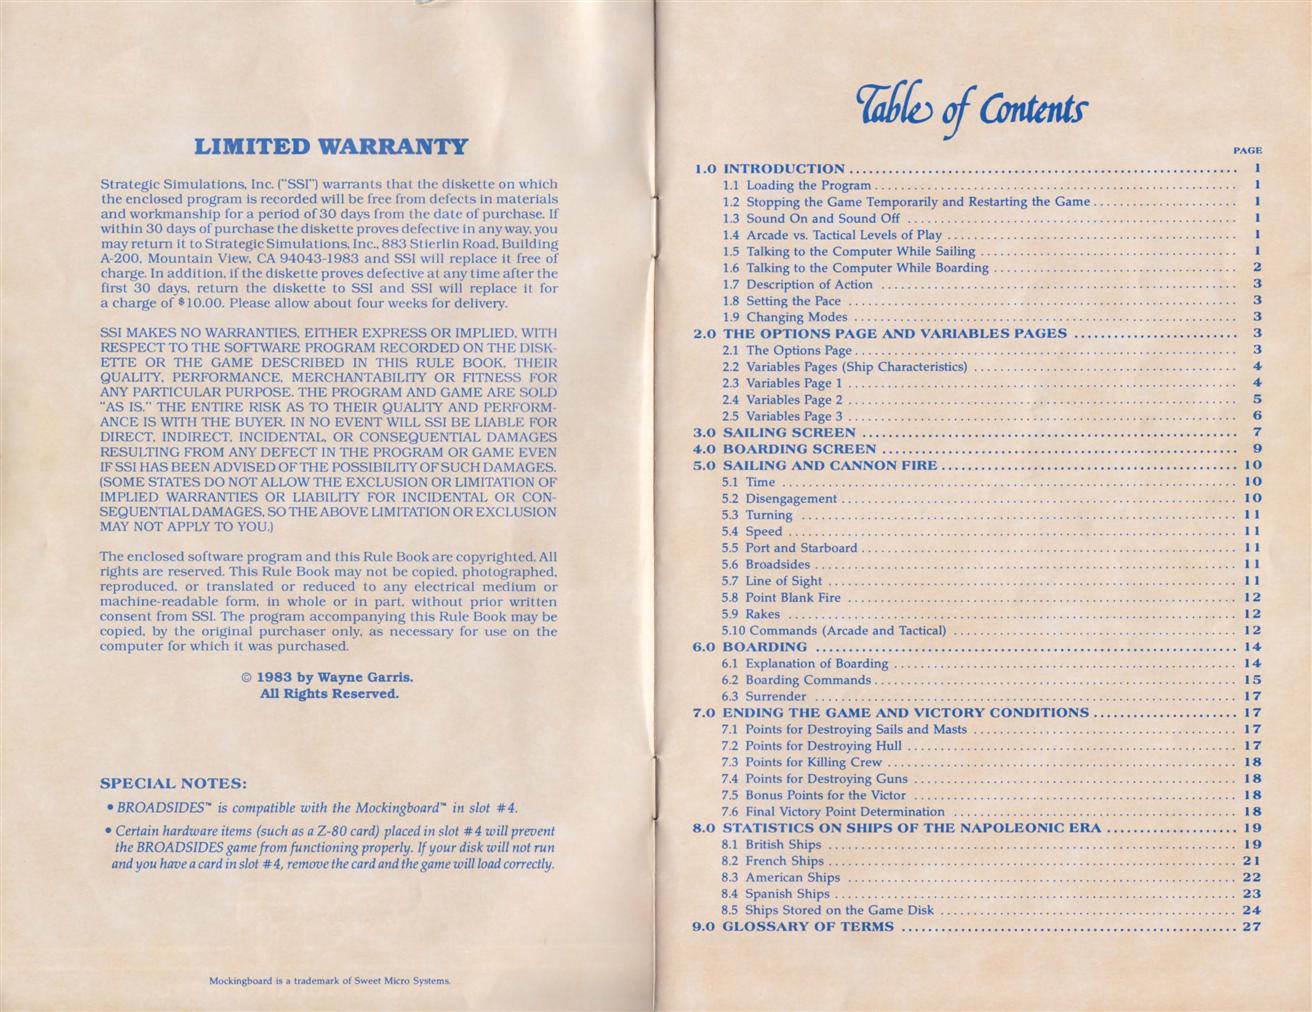 LIMITED WARRANTY
Strategic Simulations, Inc. (“SSI”) warrants that the diskette on which
the enclosed program is recorded will be free from defects in materials
and workmanship for a period of 30 days from the date of purchase. If
within 30 days of purchase the diskette proves defective in any way, you
may return it to Strategic Simulations, Inc., 883 Stierlin Road, Building
A-200, Mountain View, CA 94043-1983 and SSI will replace it free of
charge. In addition, if the diskette proves defective at any time after the
first 30 days, return the diskette to SSI and SSI will replace it for
a charge of $10.00. Please allow about four weeks for delivery.
SSI MAKES NO WARRANTIES, EITHER EXPRESS OR IMPLIED, WITH
RESPECT TO THE SOFTWARE PROGRAM RECORDED ON THE DISK-
ETTE OR THE GAME DESCRIBED IN THIS RULE BOOK, THEIR
QUALITY, PERFORMANCE, MERCHANTABILITY OR FITNESS FOR
ANY PARTICULAR PURPOSE. THE PROGRAM AND GAME ARE SOLD
“AS IS.” THE ENTIRE RISK AS TO THEIR QUALITY AND PERFORM-
ANCE IS WITH THE BUYER. IN NO EVENT WILL SSI BE LIABLE FOR
DIRECT, INDIRECT, INCIDENTAL, OR CONSEQUENTIAL DAMAGES
RESULTING FROM ANY DEFECT IN THE PROGRAM OR GAME EVEN
IF SSI HAS BEEN ADVISED OF THE POSSIBILITY OF SUCH DAMAGES.
(SOME STATES DO NOT ALLOW THE EXCLUSION OR LIMITATION OF
IMPLIED WARRANTIES OR LIABILITY FOR INCIDENTAL OR CON-
SEQUENTIAL DAMAGES, SO THE ABOVE LIMITATION OR EXCLUSION
MAY NOT APPLY TO YOU.)
The enclosed software program and this Rule Book are copyrighted. All
rights are reserved. This Rule Book may not be copied, photographed,
reproduced, or translated or reduced to any electrical medium or
machine-readable form, in whole or in part, without prior written
consent from SSI. The program accompanying this Rule Book may be
copied, by the original purchaser only, as necessary for use on the
computer for which it was purchased.
© 1983 by Wayne Garris.
All Rights Reserved.
SPECIAL NOTES:
• BROADSIDES™ is compatible with the Mockingboard™ in slot #4.
• Certain hardware items (such as a Z-80 card) placed in slot #4 will prevent
the BROADSIDES game from functioning properly. If your disk will not run
and you have a card in slot #4, remove the card and the game will load correctly.
Mockingboard is a trademark of Sweet Micro Systems.
Table of Contents
PAGE
1.0 INTRODUCTION 1
1.1 Loading the Program 1
1.2 Stopping the Game Temporarily and Restarting the Game 1
1.3 Sound On and Sound Off 1
1.4 Arcade vs. Tactical Levels of Play 1
1.5 Talking to the Computer While Sailing 1
1.6 Talking to the Computer While Boarding 2
1.7 Description of Action 3
1.8 Setting the Pace 3
1.9 Changing Modes 3
2.0 THE OPTIONS PAGE AND VARIABLES PAGES 3
2.1 The Options Page 3
2.2 Variables Pages (Ship Characteristics) 4
2.3 Variables Page 1 4
2.4 Variables Page 2 5
2.5 Variables Page 3 6
3.0 SAILING SCREEN 7
4.0 BOARDING SCREEN 9
5.0 SAILING AND CANNON FIRE 10
5.1 Time 10
5.2 Disengagement 10
5.3 Turning 11
5.4 Speed 11
5.5 Port and Starboard 11
5.6 Broadsides 11
5.7 Line of Sight 11
5.8 Point Blank Fire 12
5.9 Rakes 12
5.10 Commands (Arcade and Tactical) 12
6.0 BOARDING 14
6.1 Explanation of Boarding 14
6.2 Boarding Commands 15
6.3 Surrender 17
7.0 ENDING THE GAME AND VICTORY CONDITIONS 17
7.1 Points for Destroying Sails and Masts 17
7.2 Points for Destroying Hull 17
7.3 Points for Killing Crew 18
7.4 Points for Destroying Guns 18
7.5 Bonus Points for the Victor 18
7.6 Final Victory Point Determination 18
8.0 STATISTICS ON SHIPS OF THE NAPOLEONIC ERA 19
8.1 British Ships 19
8.2 French Ships 21
8.3 American Ships 22
8.4 Spanish Ships 23
8.5 Ships Stored on the Game Disk 24
9.0 GLOSSARY OF TERMS 27